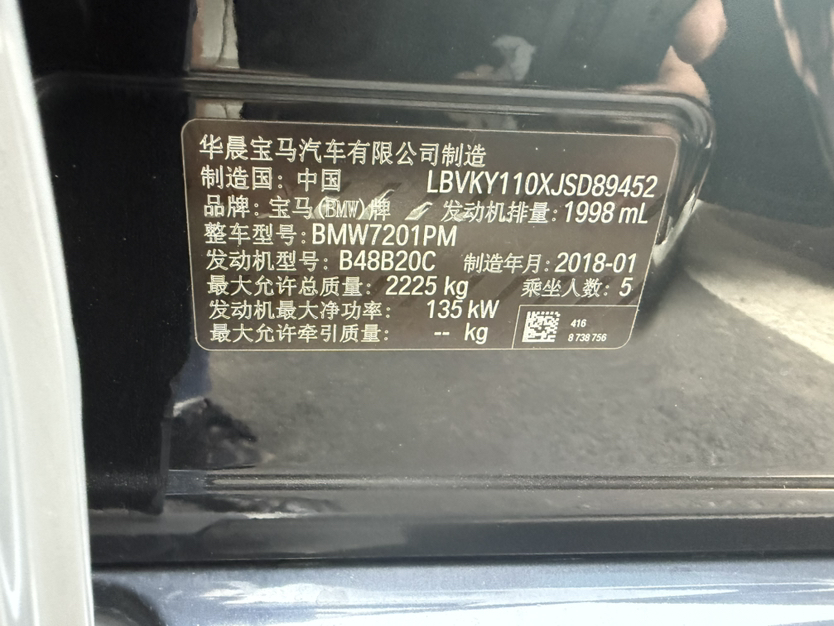 华晨宝马汽车有限公司制造
制造国：中国 LBVKY110XJSD89452
品牌：宝马(BMW)牌 发动机排量：1998 mL
整车型号：BMW7201PM
发动机型号：B48B20C 制造年月：2018-01
最大允许总质量：2225 kg 乘坐人数：5
发动机最大净功率：135 kW
最大允许牵引质量：-- kg
416
8 738 756